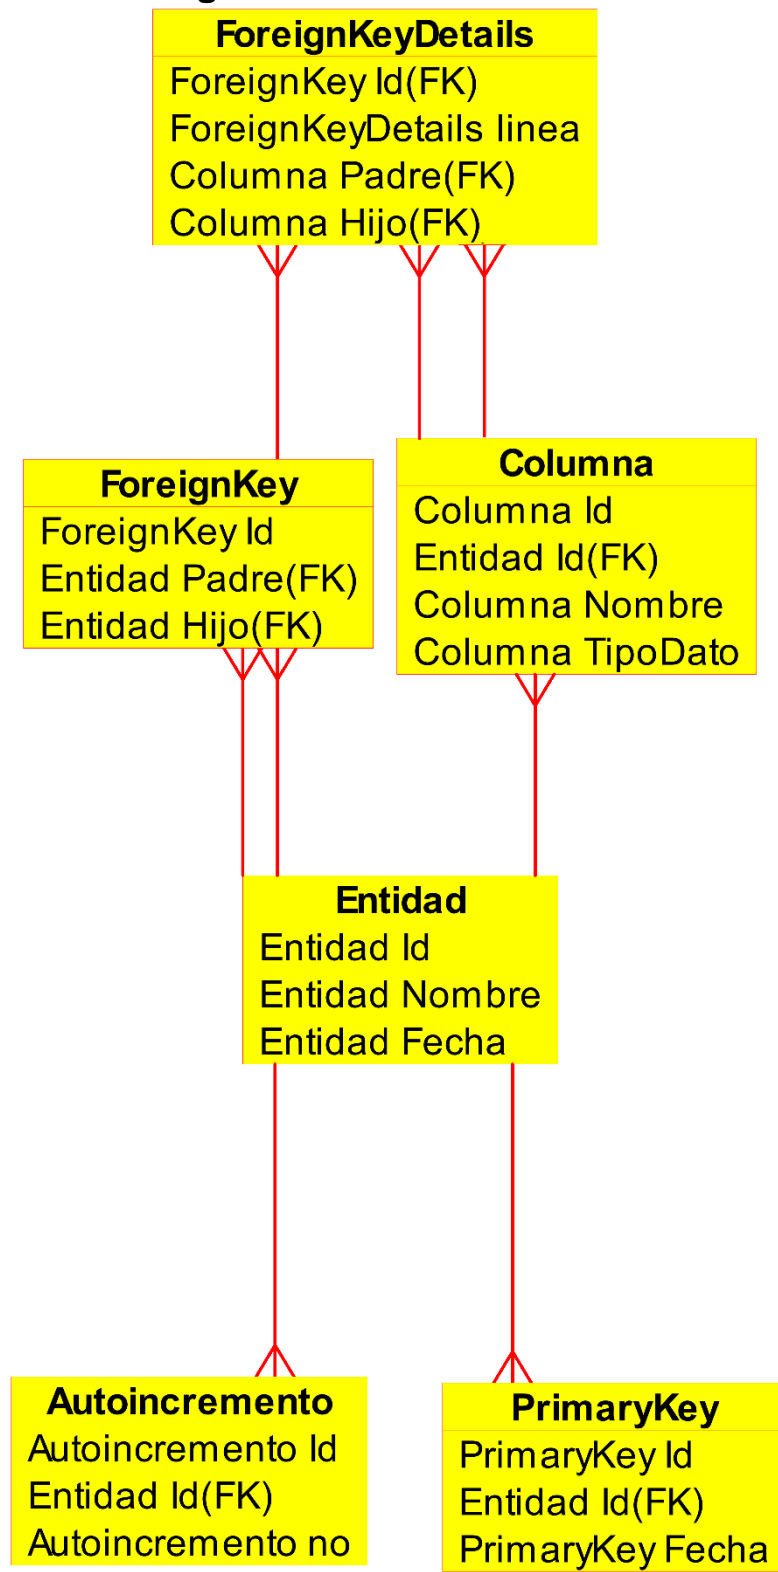 ForeignKeyDetails
ForeignKey Id(FK)
ForeignKeyDetails linea
Columna Padre(FK)
Columna Hijo(FK)
ForeignKey
ForeignKey Id
Entidad Padre(FK)
Entidad Hijo(FK)
Columna
Columna Id
Entidad Id(FK)
Columna Nombre
Columna TipoDato
Entidad
Entidad Id
Entidad Nombre
Entidad Fecha
Autoincremento
Autoincremento Id
Entidad Id(FK)
Autoincremento no
PrimaryKey
PrimaryKey Id
Entidad Id(FK)
PrimaryKey Fecha